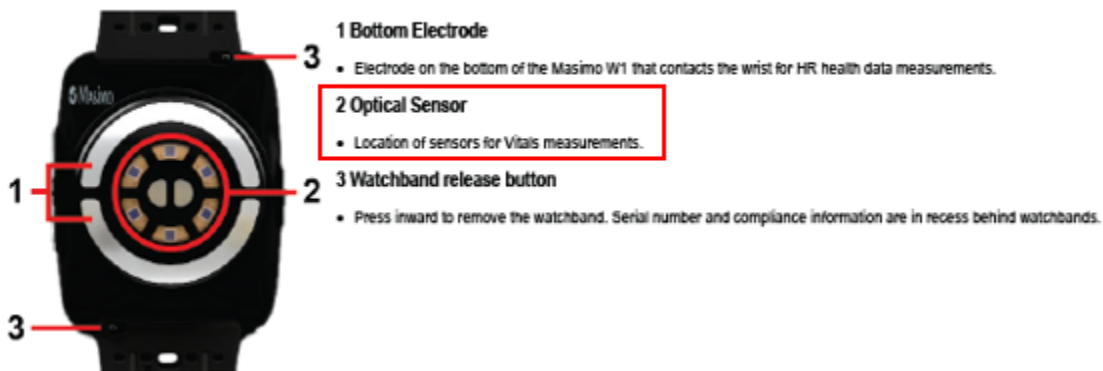 3
Masimo
1
2
3
1 Bottom Electrode
• Electrode on the bottom of the Masimo W1 that contacts the wrist for HR health data measurements.
2 Optical Sensor
• Location of sensors for Vitals measurements.
3 Watchband release button
• Press inward to remove the watchband. Serial number and compliance information are in recess behind watchbands.